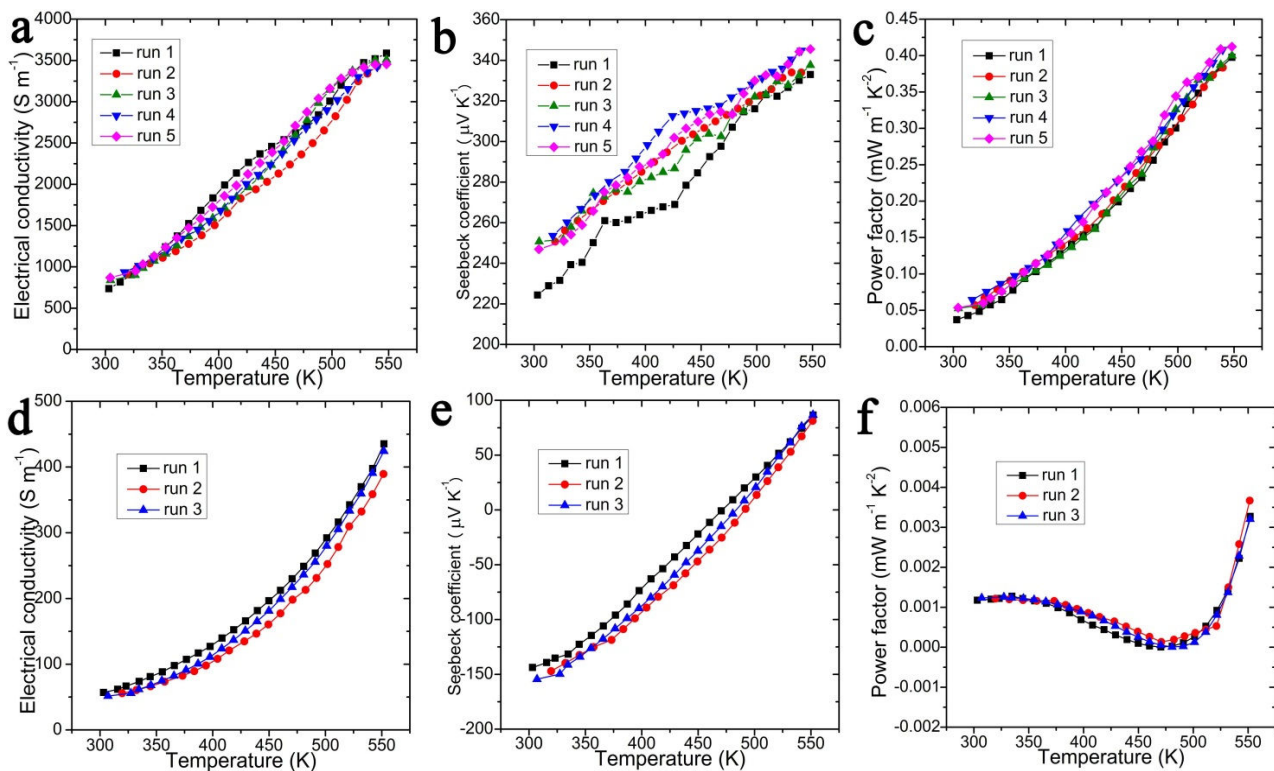 a
Electrical conductivity (S m⁻¹)
4000
3500
3000
2500
2000
1500
1000
500
0
run 1
run 2
run 3
run 4
run 5
300 350 400 450 500 550
Temperature (K)
b
Seebeck coefficient ( μV K⁻¹)
360
340
320
300
280
260
240
220
200
run 1
run 2
run 3
run 4
run 5
300 350 400 450 500 550
Temperature (K)
c
Power factor (mW m⁻¹ K⁻²)
0.45
0.40
0.35
0.30
0.25
0.20
0.15
0.10
0.05
0.00
run 1
run 2
run 3
run 4
run 5
300 350 400 450 500 550
Temperature (K)
d
Electrical conductivity (S m⁻¹)
500
400
300
200
100
0
run 1
run 2
run 3
300 350 400 450 500 550
Temperature (K)
e
Seebeck coefficient ( μV K⁻¹)
100
50
0
-50
-100
-150
-200
run 1
run 2
run 3
300 350 400 450 500 550
Temperature (K)
f
Power factor (mW m⁻¹ K⁻²)
0.006
0.005
0.004
0.003
0.002
0.001
0.000
-0.001
-0.002
run 1
run 2
run 3
300 350 400 450 500 550
Temperature (K)